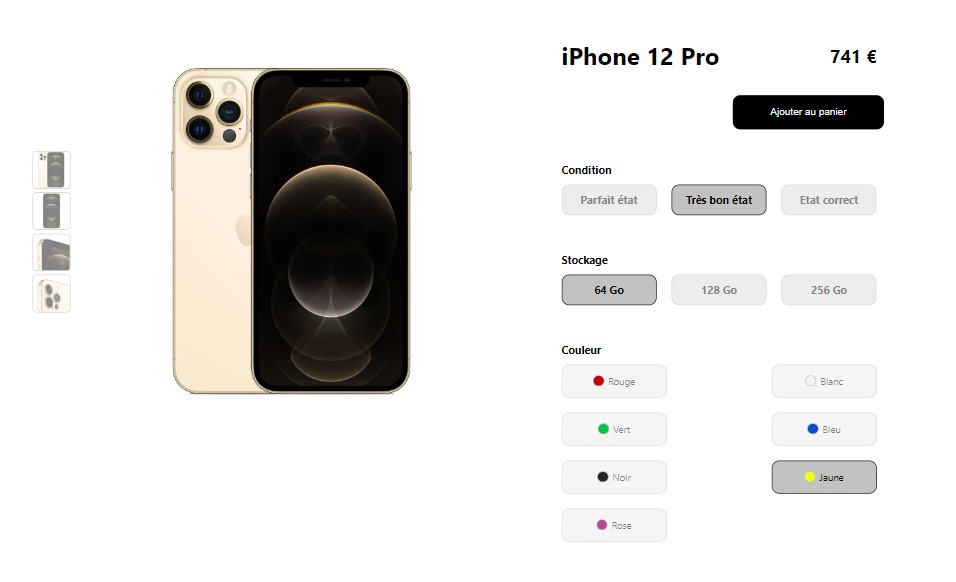 iPhone 12 Pro 741 €
Ajouter au panier
Condition
Parfait état Très bon état Etat correct
Stockage
64 Go 128 Go 256 Go
Couleur
Rouge Blanc
Vert Bleu
Noir Jaune
Rose